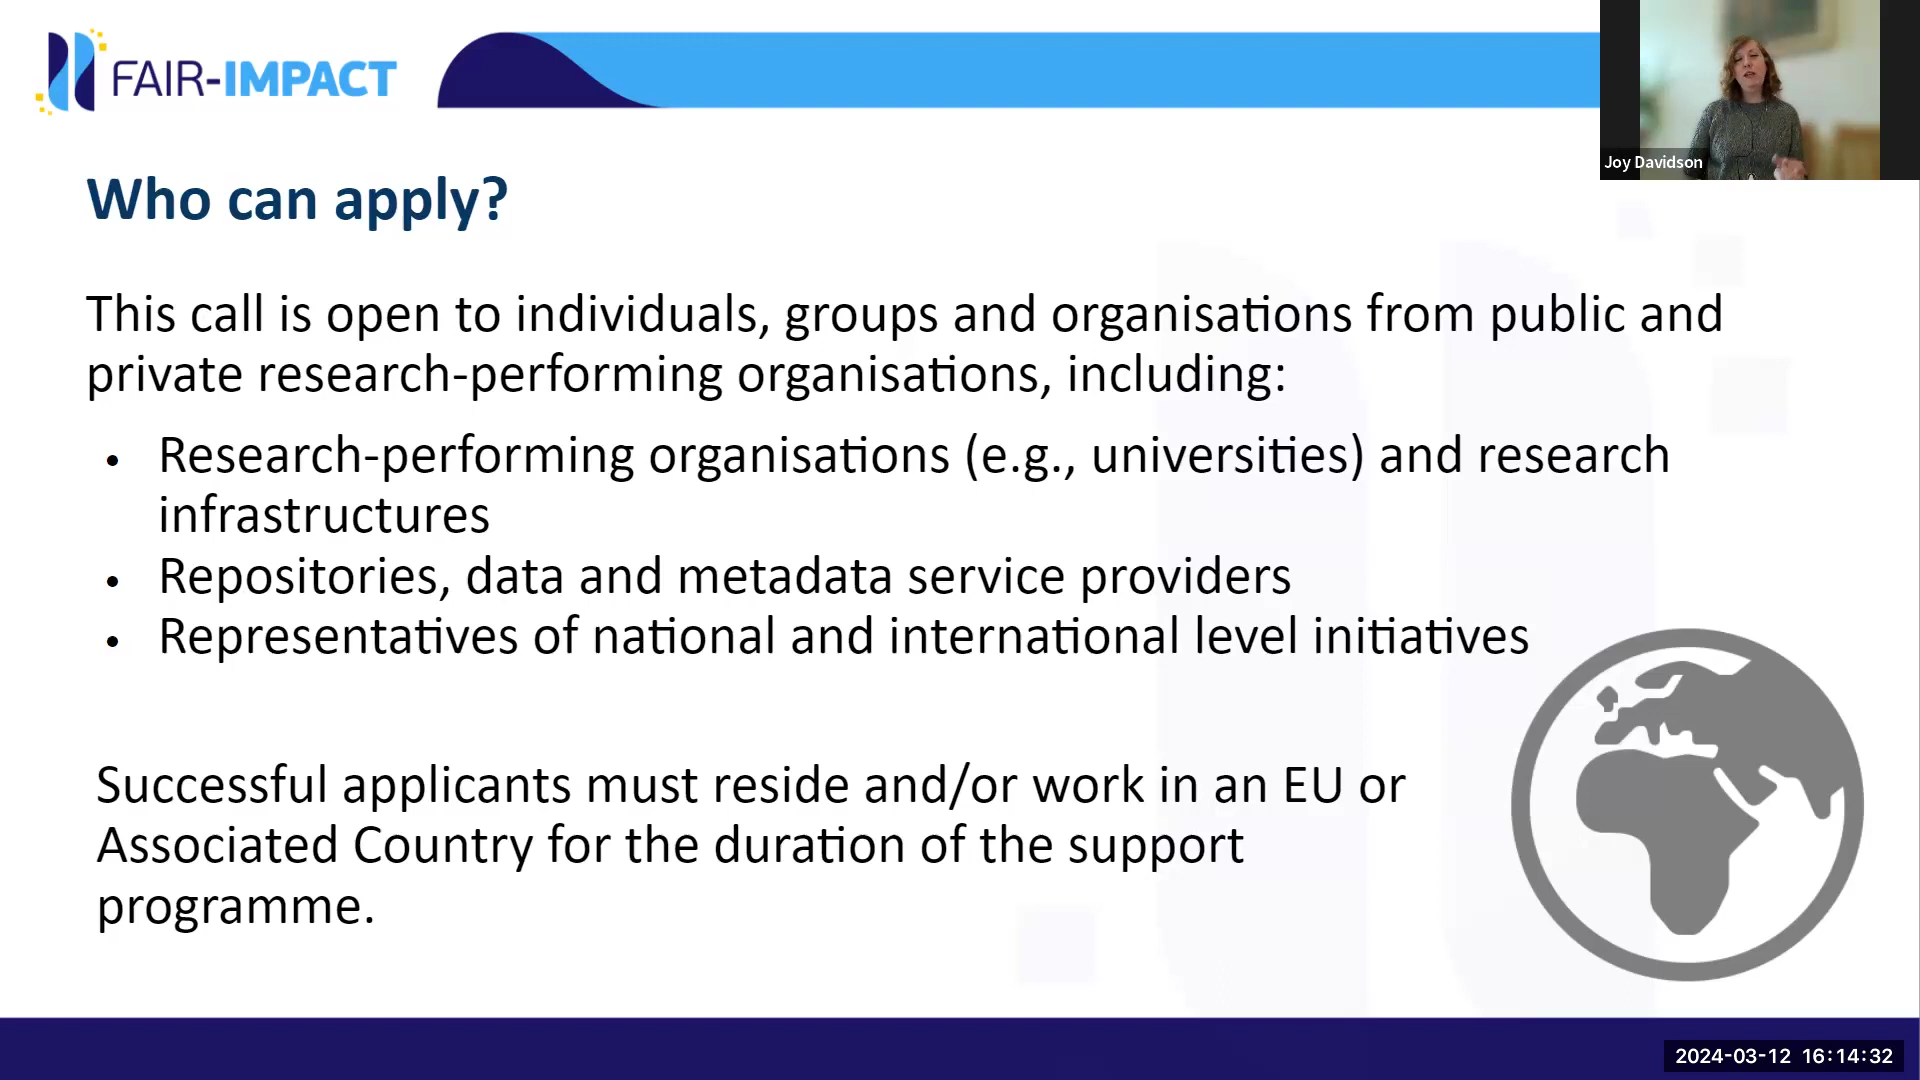 FAIR-IMPACT
Joy Davidson
Who can apply?
This call is open to individuals, groups and organisations from public and
private research-performing organisations, including:
• Research-performing organisations (e.g., universities) and research
infrastructures
• Repositories, data and metadata service providers
• Representatives of national and international level initiatives
Successful applicants must reside and/or work in an EU or
Associated Country for the duration of the support
programme.
2024-03-12 16:14:32